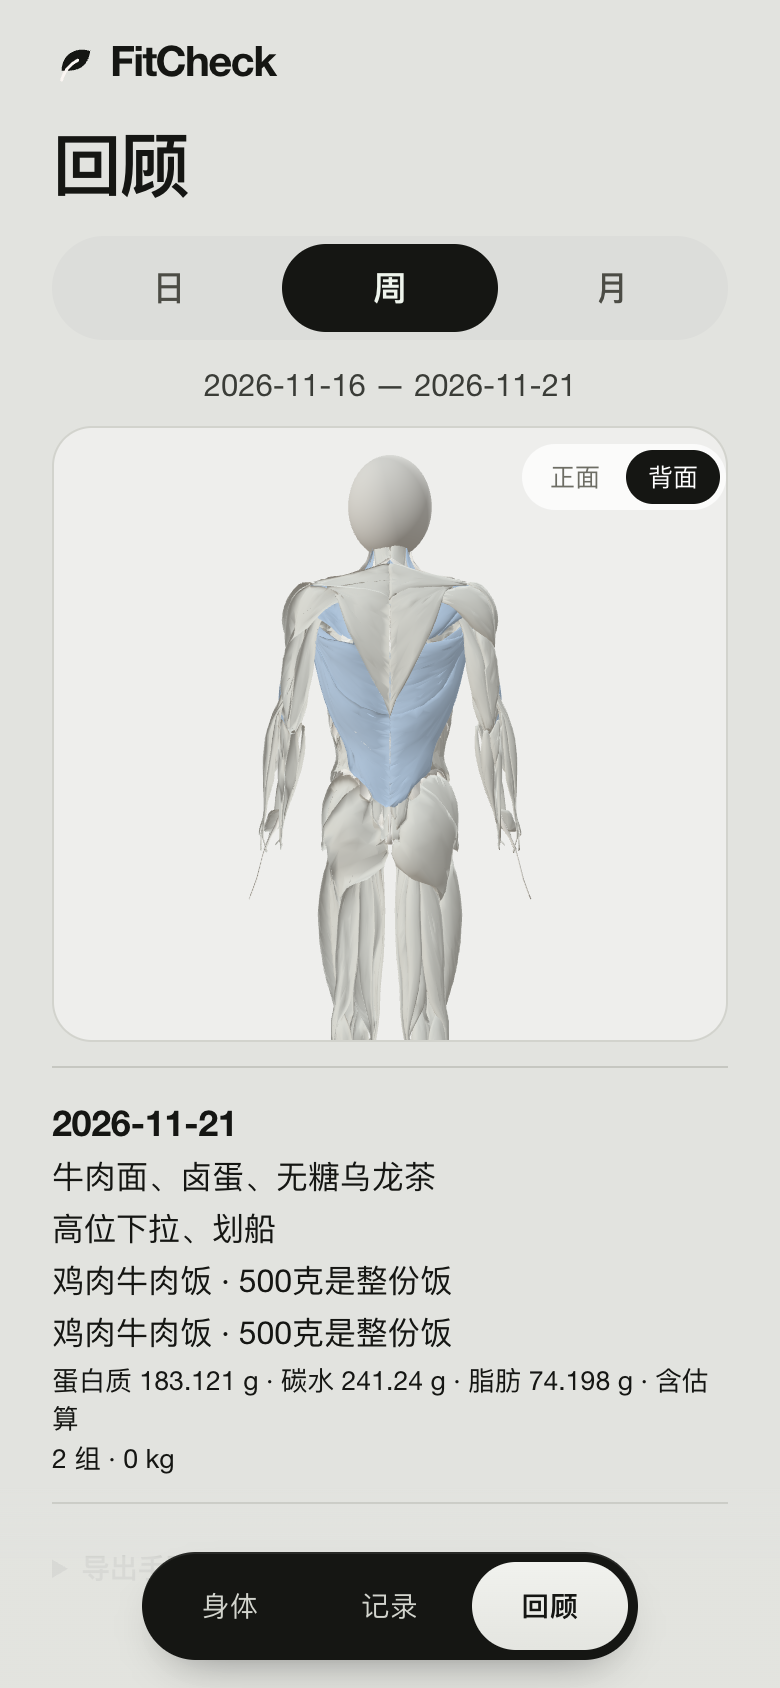 FitCheck
回顾
日 周 月
2026-11-16 — 2026-11-21
正面 背面
2026-11-21
牛肉面、卤蛋、无糖乌龙茶
高位下拉、划船
鸡肉牛肉饭 · 500克是整份饭
鸡肉牛肉饭 · 500克是整份饭
蛋白质 183.121 g · 碳水 241.24 g · 脂肪 74.198 g · 含估
算
2 组 · 0 kg
导出手
身体 记录 回顾